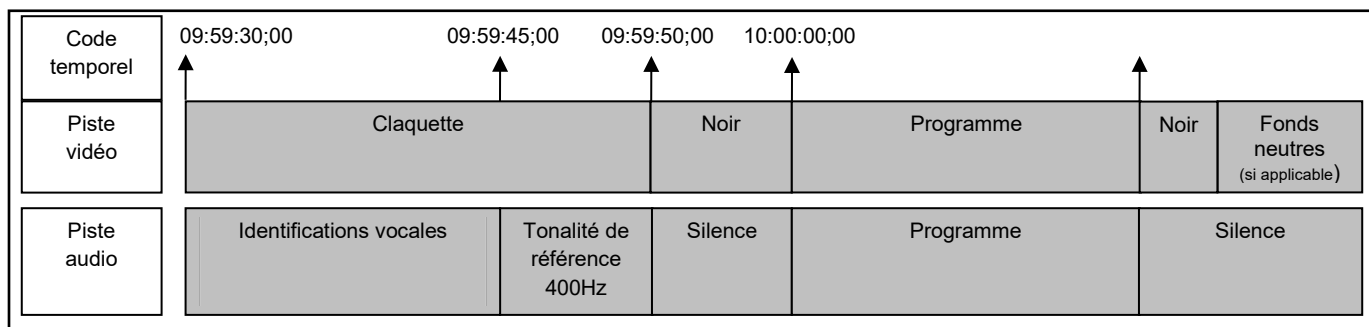 Code
temporel
09:59:30;00
09:59:45;00
09:59:50;00
10:00:00;00
Piste
vidéo
Claquette
Noir
Programme
Noir
Fonds
neutres
(si applicable)
Piste
audio
Identifications vocales
Tonalité de
référence
400Hz
Silence
Programme
Silence